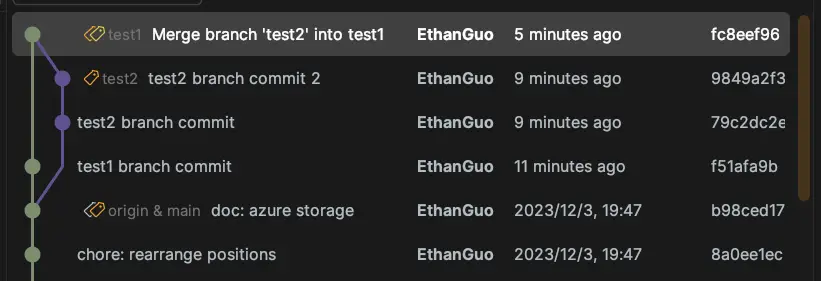 test1 Merge branch 'test2' into test1 EthanGuo 5 minutes ago fc8eef96
test2 test2 branch commit 2 EthanGuo 9 minutes ago 9849a2f3
test2 branch commit EthanGuo 9 minutes ago 79c2dc2e
test1 branch commit EthanGuo 11 minutes ago f51afa9b
origin & main doc: azure storage EthanGuo 2023/12/3, 19:47 b98ced17
chore: rearrange positions EthanGuo 2023/12/3, 19:47 8a0ee1ec